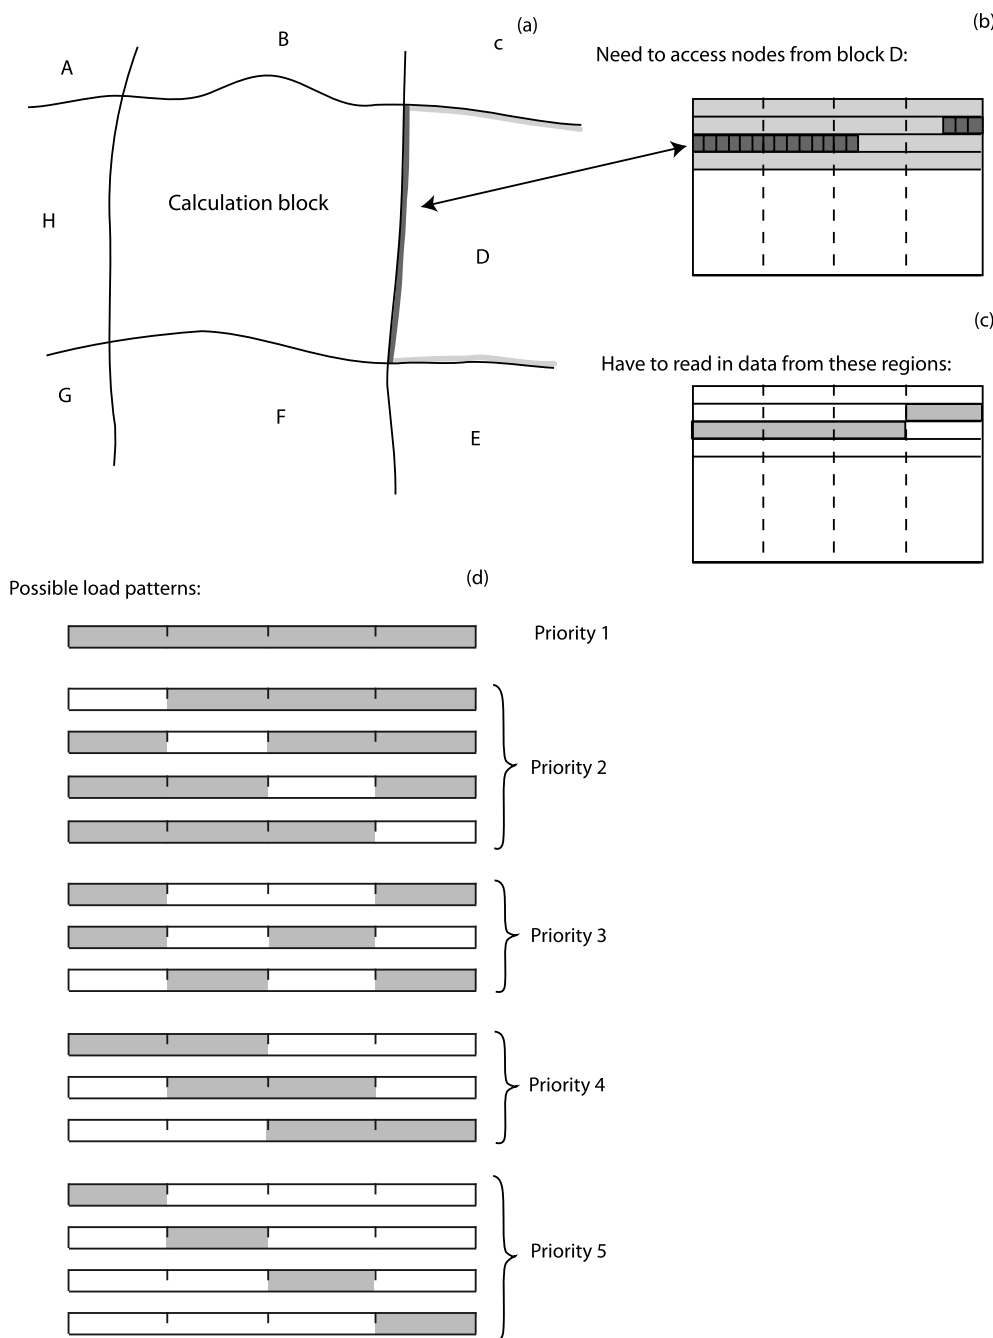 (a)
A
B
c
H
Calculation block
D
G
F
E
(b)
Need to access nodes from block D:
(c)
Have to read in data from these regions:
(d)
Possible load patterns:
Priority 1
Priority 2
Priority 3
Priority 4
Priority 5